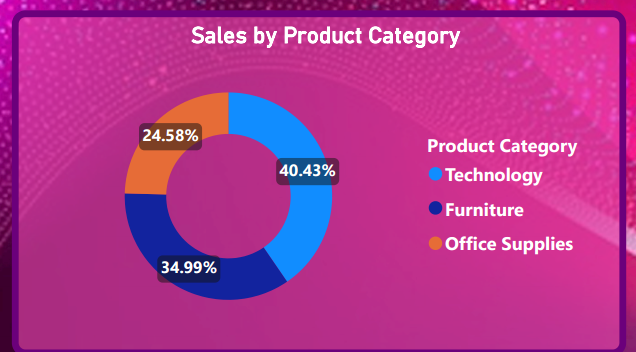 Sales by Product Category
24.58%
40.43%
34.99%
Product Category
Technology
Furniture
Office Supplies